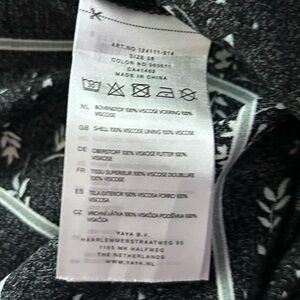 ART.NO 124111-914
SIZE 38
COLOR NO
CA41462
MADE IN CHINA
NL BOVENSTOF 100% VISCOSE VOERING 100%
VISCOSE
GB SHELL 100% VISCOSE LINING 100% VISCOSE
DE OBERSTOFF 100% VISKOSE FUTTER 100%
VISKOSE
FR TISSU SUPERIEUR 100% VISCOSE DOUBLURE
100% VISCOSE
ES TELA EXTERIOR 100% VISCOSA FORRO 100%
VISCOSA
CZ VRCHNÍ LÁTKA 100% VISKÓZA PODŠÍVKA 100%
VISKÓZA
YAYA B.V.
HAARLEMMERSTRAATWEG 95
1165 MK HALFWEG
THE NETHERLANDS
WWW.YAYA.NL